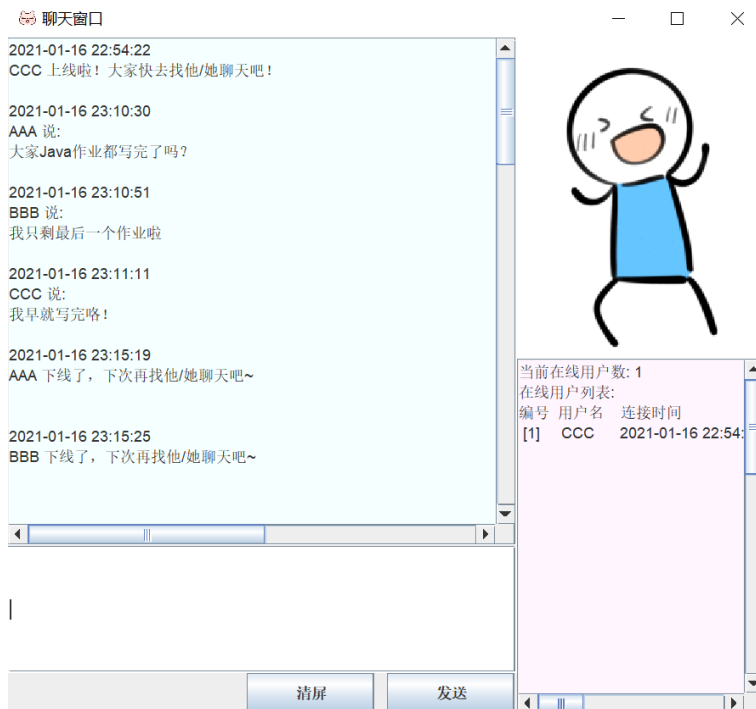 聊天窗口
2021-01-16 22:54:22
CCC 上线啦！大家快去找他/她聊天吧！
2021-01-16 23:10:30
AAA 说:
大家Java作业都写完了吗？
2021-01-16 23:10:51
BBB 说:
我只剩最后一个作业啦
2021-01-16 23:11:11
CCC 说:
我早就写完咯！
2021-01-16 23:15:19
AAA 下线了，下次再找他/她聊天吧~
2021-01-16 23:15:25
BBB 下线了，下次再找他/她聊天吧~
清屏 发送
当前在线用户数: 1
在线用户列表:
编号 用户名 连接时间
[1] CCC 2021-01-16 22:54: